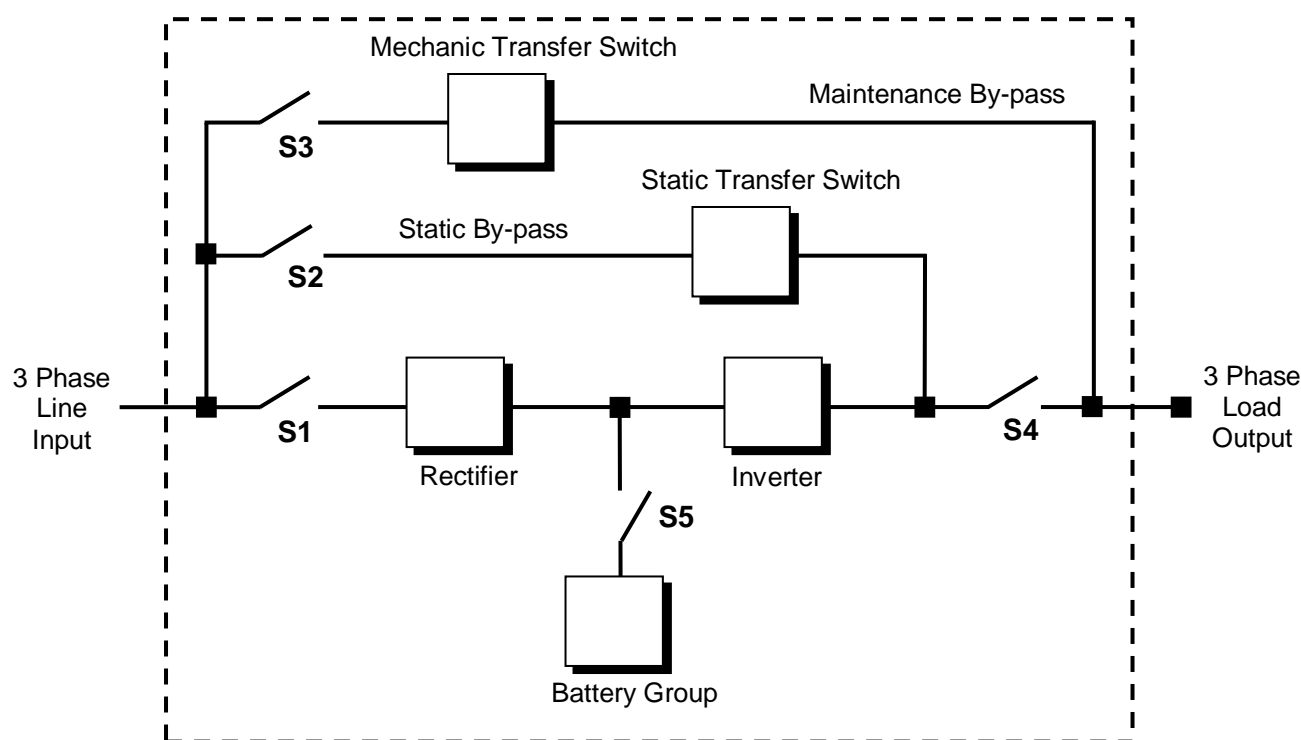 Mechanic Transfer Switch
Maintenance By-pass
S3
Static Transfer Switch
Static By-pass
S2
3 Phase
Line
Input
S1
Rectifier
Inverter
S4
3 Phase
Load
Output
S5
Battery Group